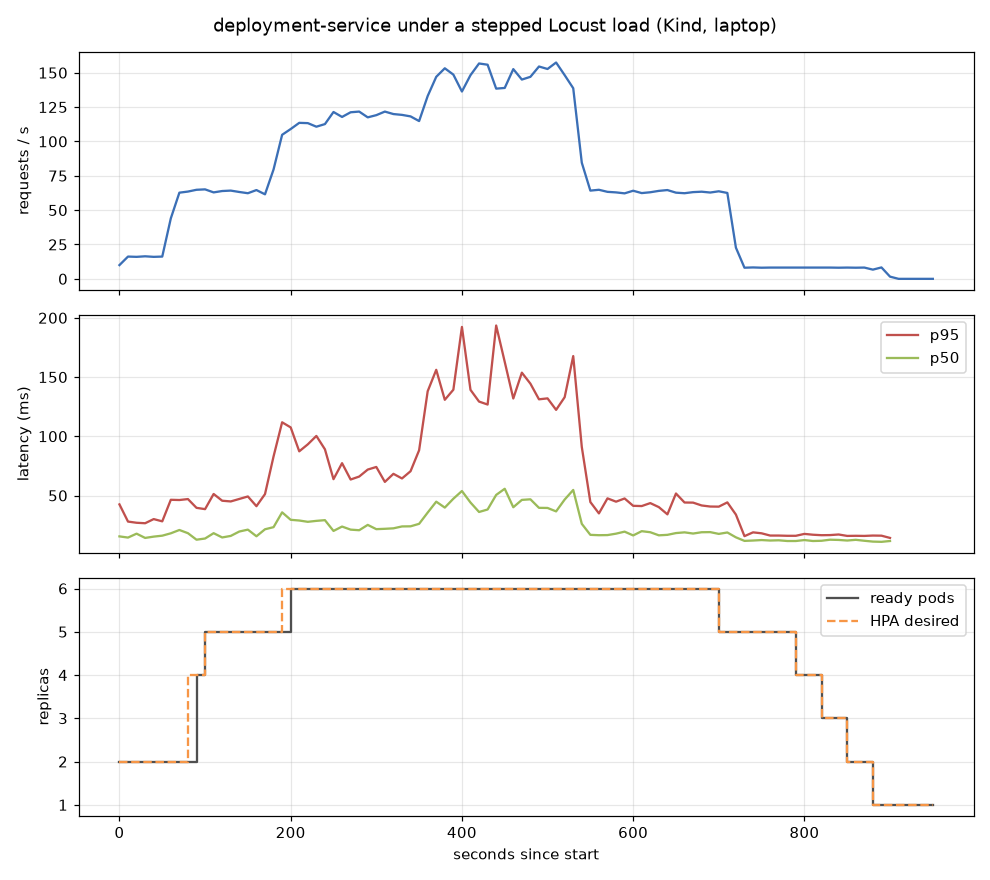 deployment-service under a stepped Locust load (Kind, laptop)
150
125
100
75
50
25
0
requests / s
200
150
100
50
latency (ms)
p95
p50
6
5
4
3
2
1
replicas
ready pods
HPA desired
0 200 400 600 800
seconds since start